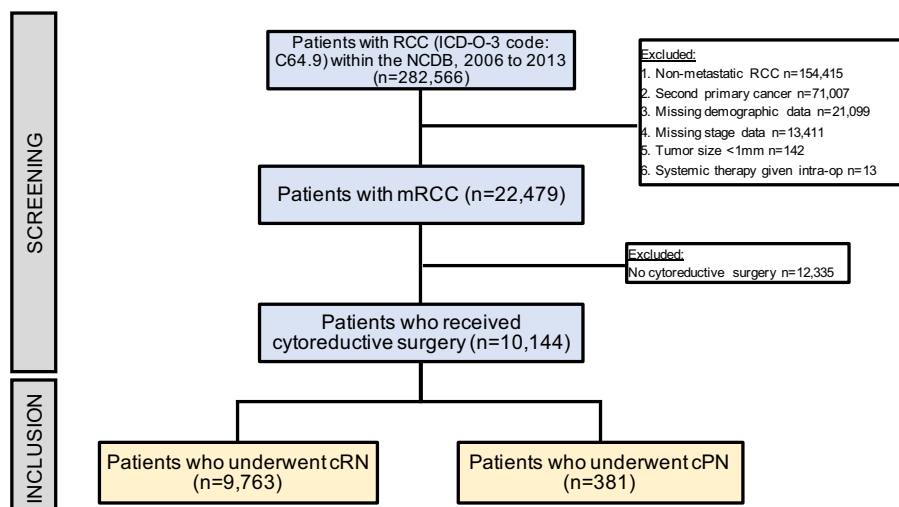 SCREENING
Patients with RCC (ICD-O-3 code:
C64.9) within the NCDB, 2006 to 2013
(n=282,566)
Excluded:
1. Non-metastatic RCC n=154,415
2. Second primary cancer n=71,007
3. Missing demographic data n=21,099
4. Missing stage data n=13,411
5. Tumor size <1mm n=142
6. Systemic therapy given intra-op n=13
Patients with mRCC (n=22,479)
Excluded:
No cytoreductive surgery n=12,335
Patients who received
cytoreductive surgery (n=10,144)
INCLUSION
Patients who underwent cRN
(n=9,763)
Patients who underwent cPN
(n=381)